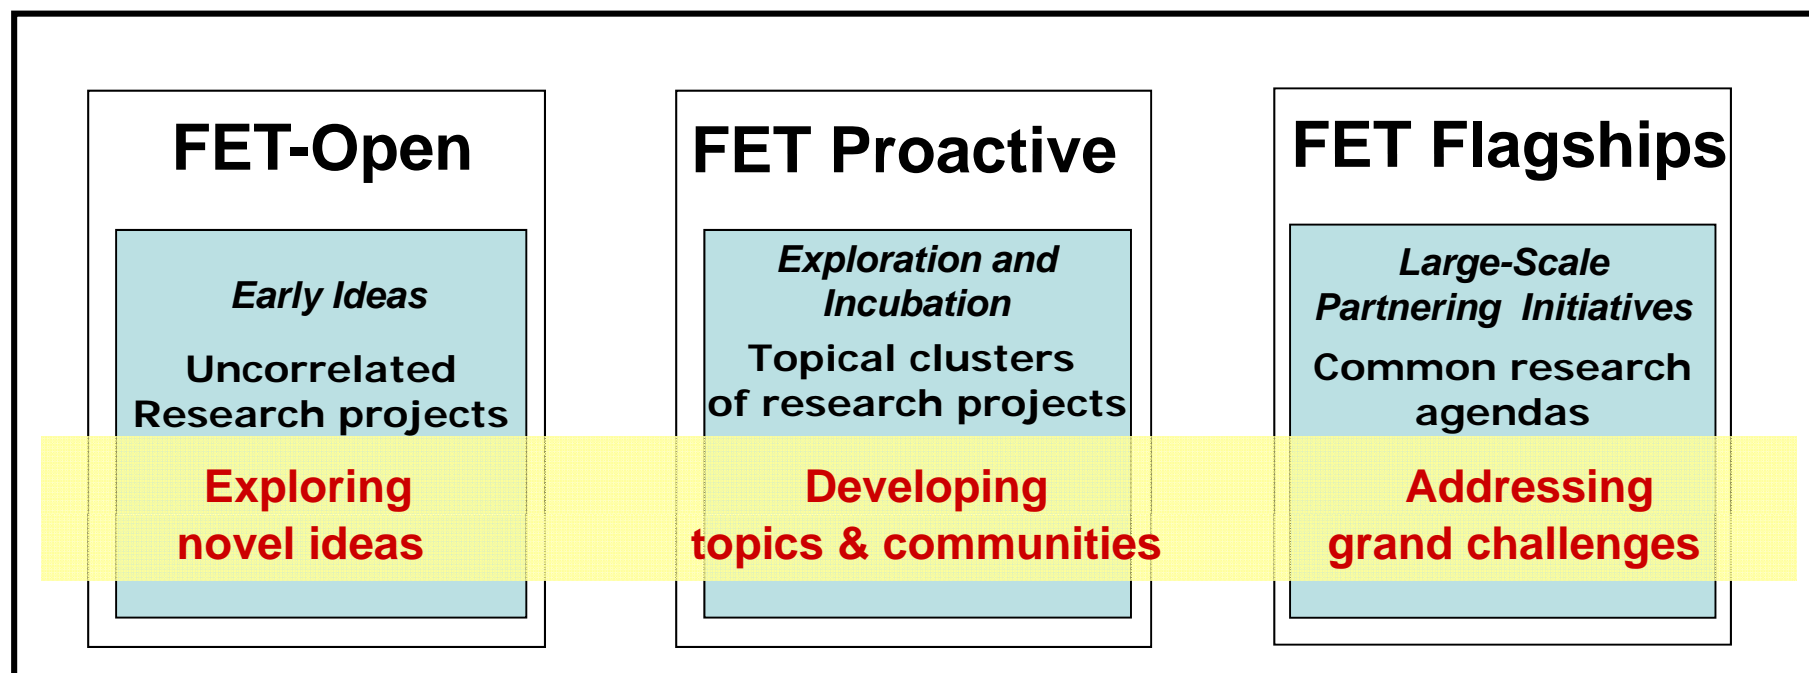 FET-Open
Early Ideas
Uncorrelated
Research projects
Exploring
novel ideas
FET Proactive
Exploration and
Incubation
Topical clusters
of research projects
Developing
topics & communities
FET Flagships
Large-Scale
Partnering Initiatives
Common research
agendas
Addressing
grand challenges